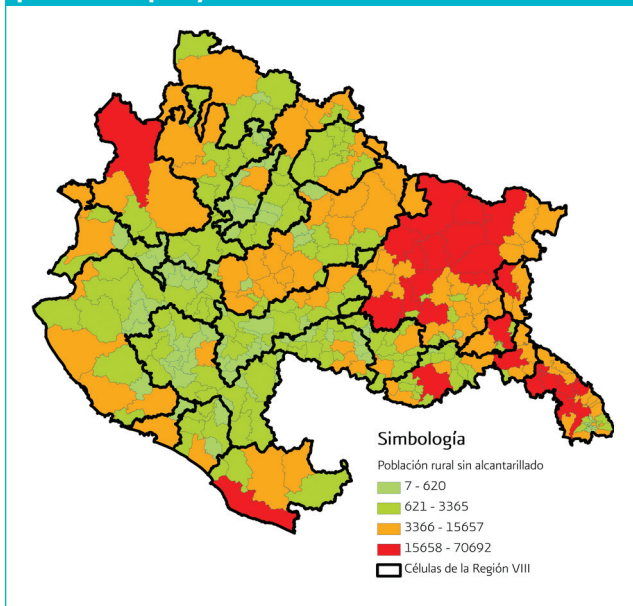 Simbología
Población rural sin alcantarillado
7 - 620
621 - 3365
3366 - 15657
15658 - 70692
Células de la Región VIII